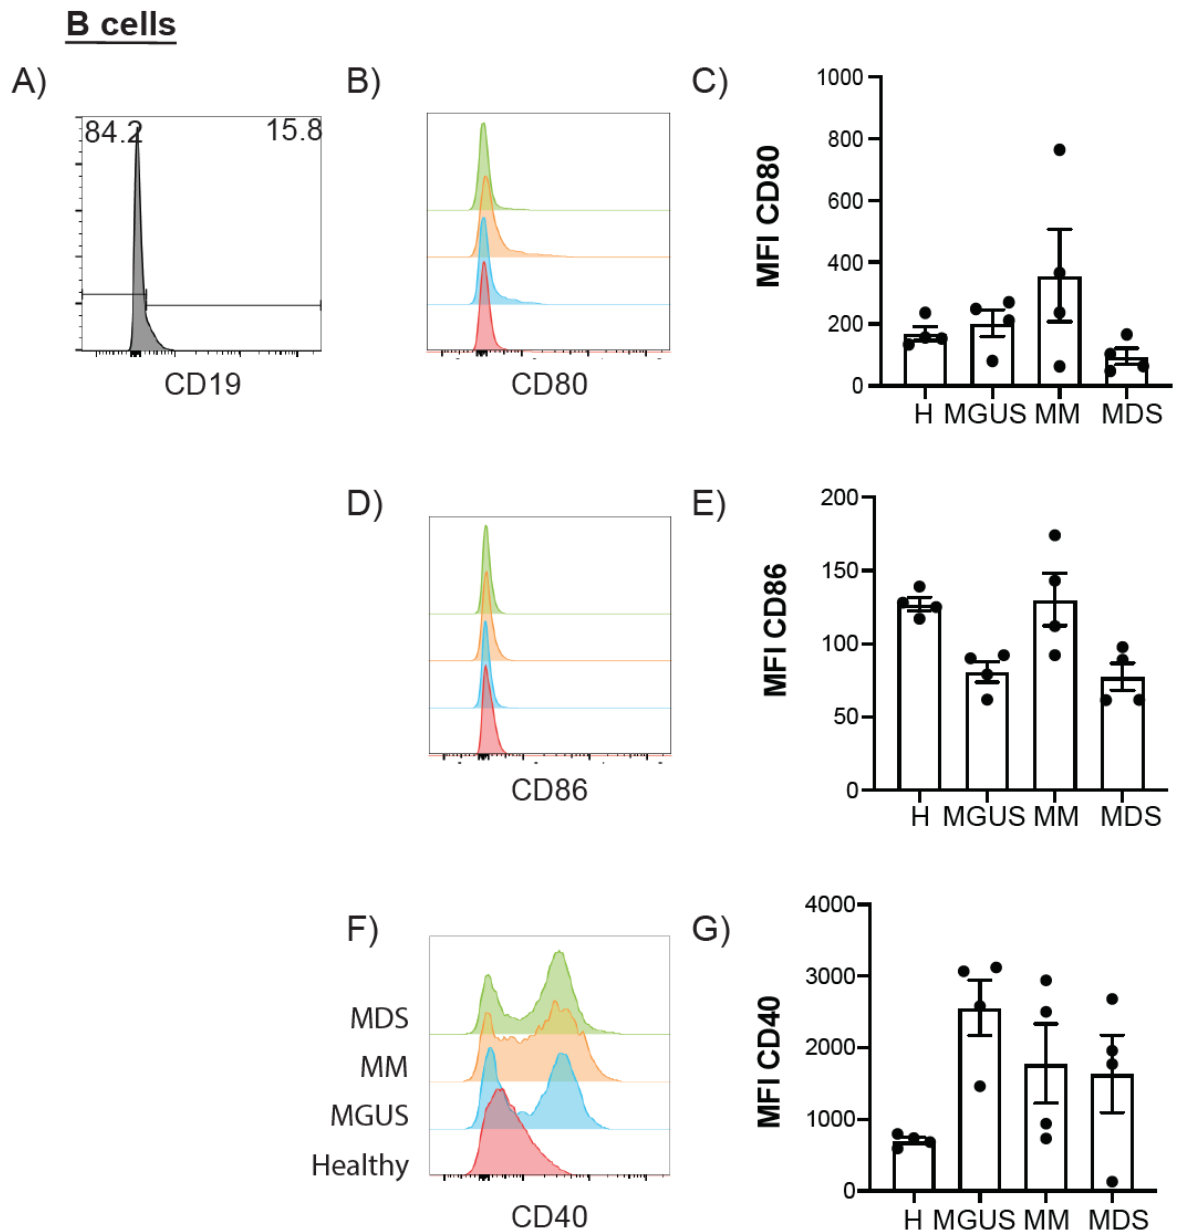 B cells
A)
B)
C)
84.2
15.8
CD19
CD80
MFI CD80
1000
800
600
400
200
0
H MGUS MM MDS
D)
E)
CD86
MFI CD86
200
150
100
50
0
H MGUS MM MDS
F)
G)
MDS
MM
MGUS
Healthy
CD40
MFI CD40
4000
3000
2000
1000
0
H MGUS MM MDS